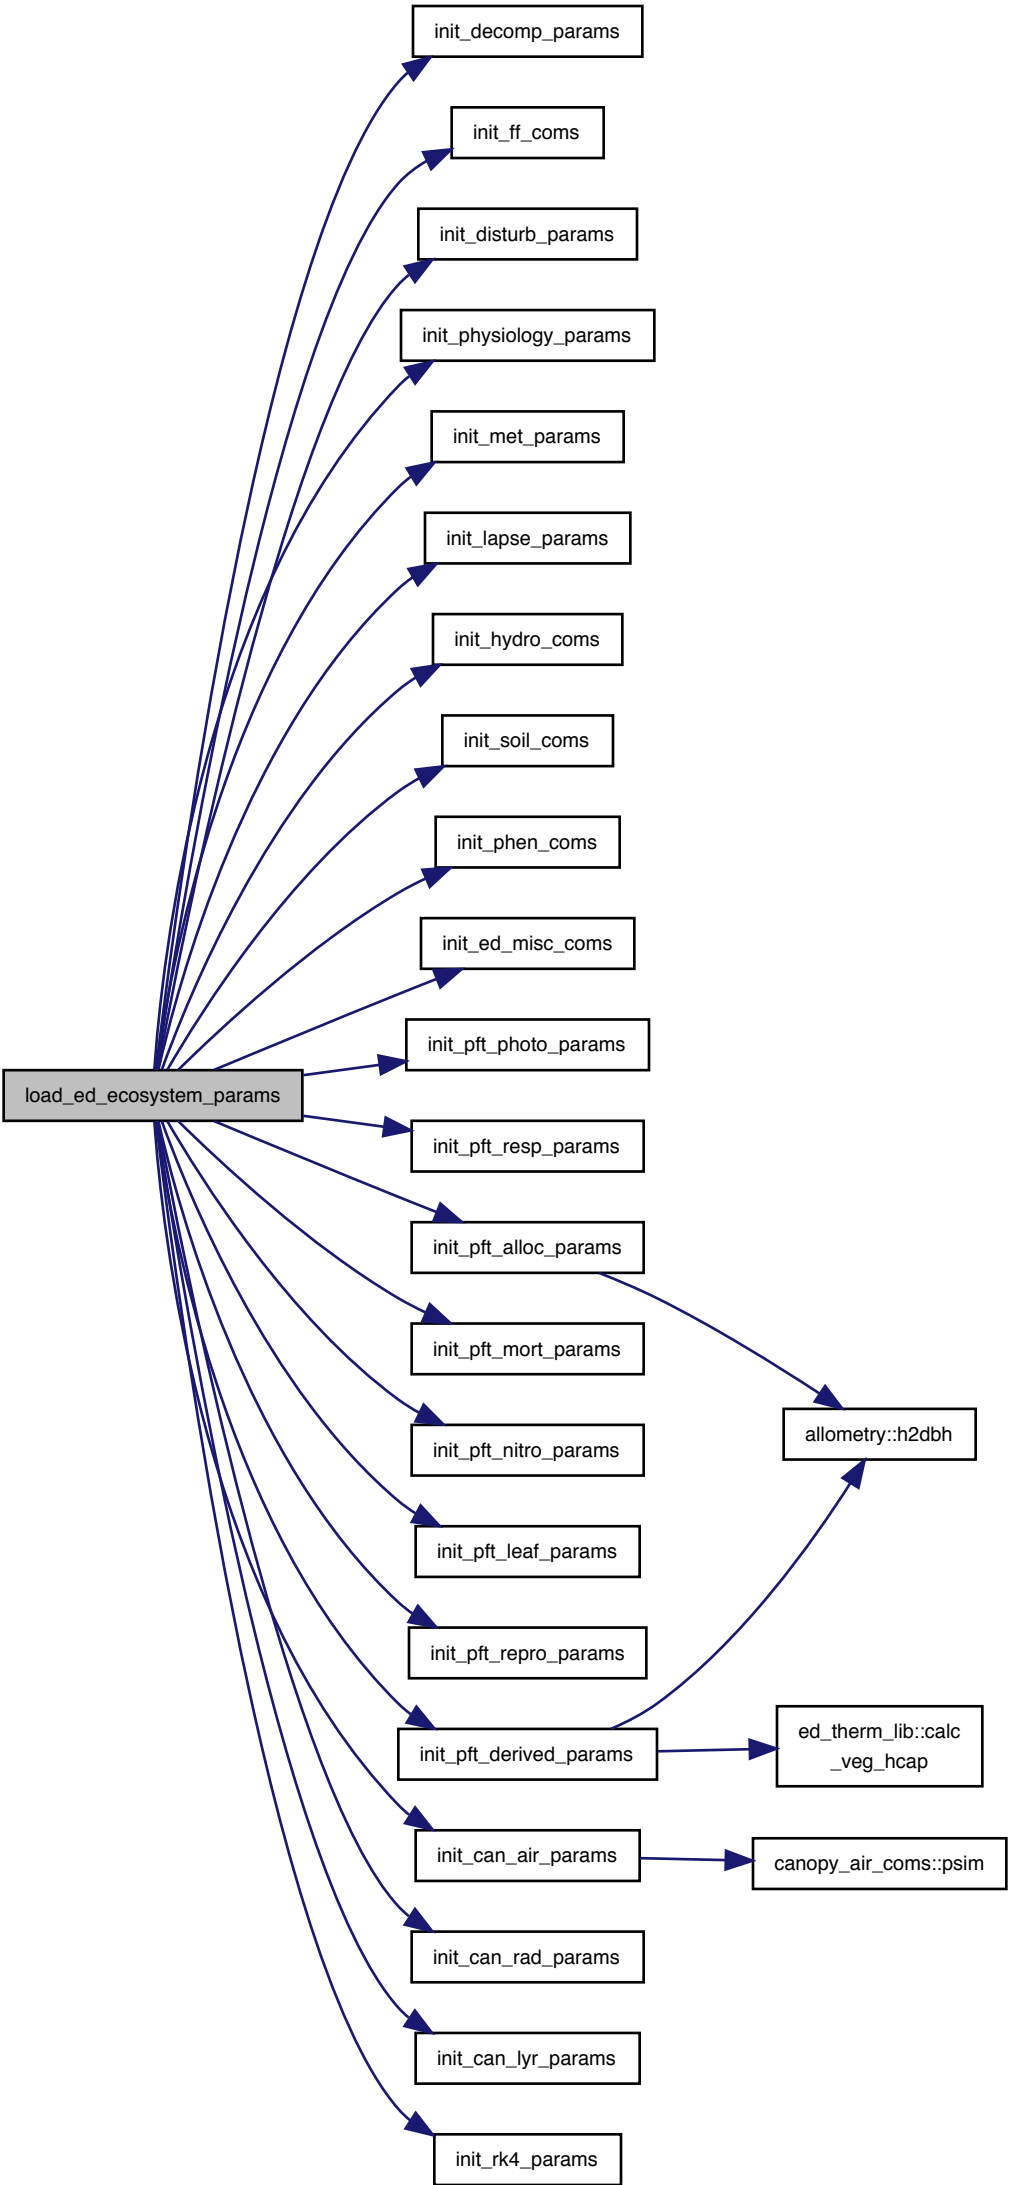 init_decomp_params
init_ff_coms
init_disturb_params
init_physiology_params
init_met_params
init_lapse_params
init_hydro_coms
init_soil_coms
init_phen_coms
init_ed_misc_coms
init_pft_photo_params
load_ed_ecosystem_params
init_pft_resp_params
init_pft_alloc_params
init_pft_mort_params
allometry::h2dbh
init_pft_nitro_params
init_pft_leaf_params
init_pft_repro_params
init_pft_derived_params
ed_therm_lib::calc
_veg_hcap
init_can_air_params
canopy_air_coms::psim
init_can_rad_params
init_can_lyr_params
init_rk4_params